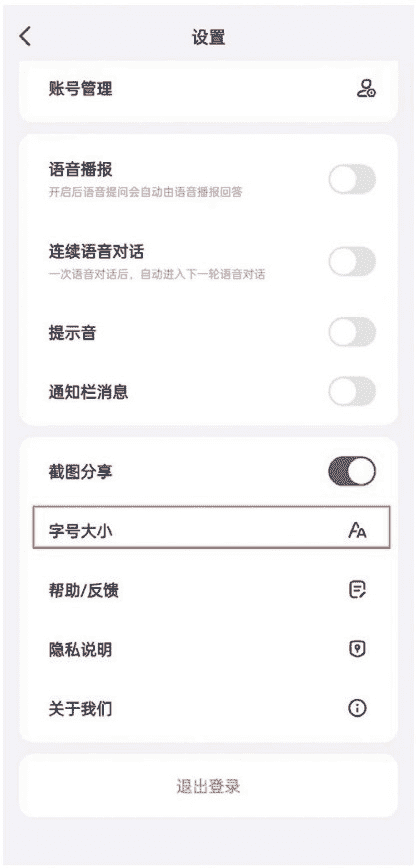 设置
账号管理
语音播报
开启后语音提问会自动由语音播报回答
连续语音对话
一次语音对话后，自动进入下一轮语音对话
提示音
通知栏消息
截图分享
字号大小
帮助/反馈
隐私说明
关于我们
退出登录